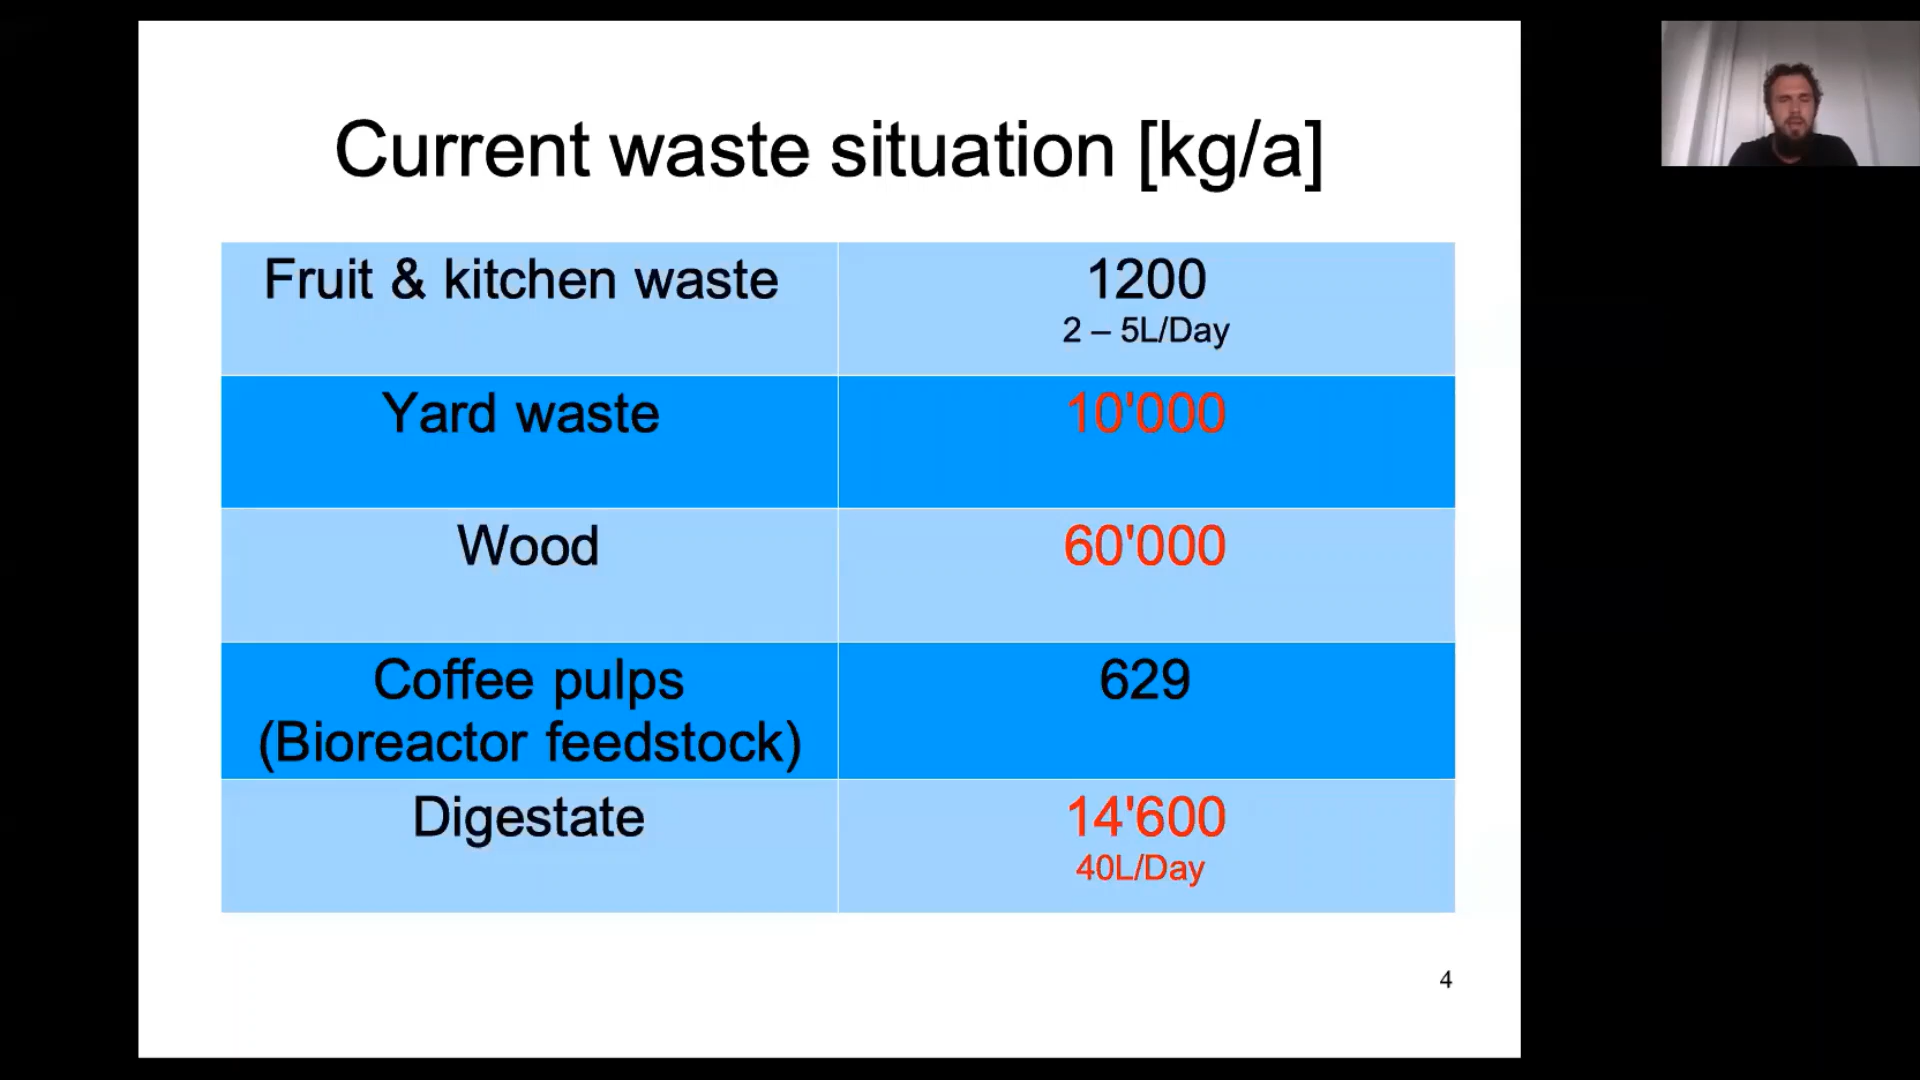 Current waste situation [kg/a]
Fruit & kitchen waste
1200
2 – 5L/Day
Yard waste
10'000
Wood
60'000
Coffee pulps
(Bioreactor feedstock)
629
Digestate
14'600
40L/Day
4